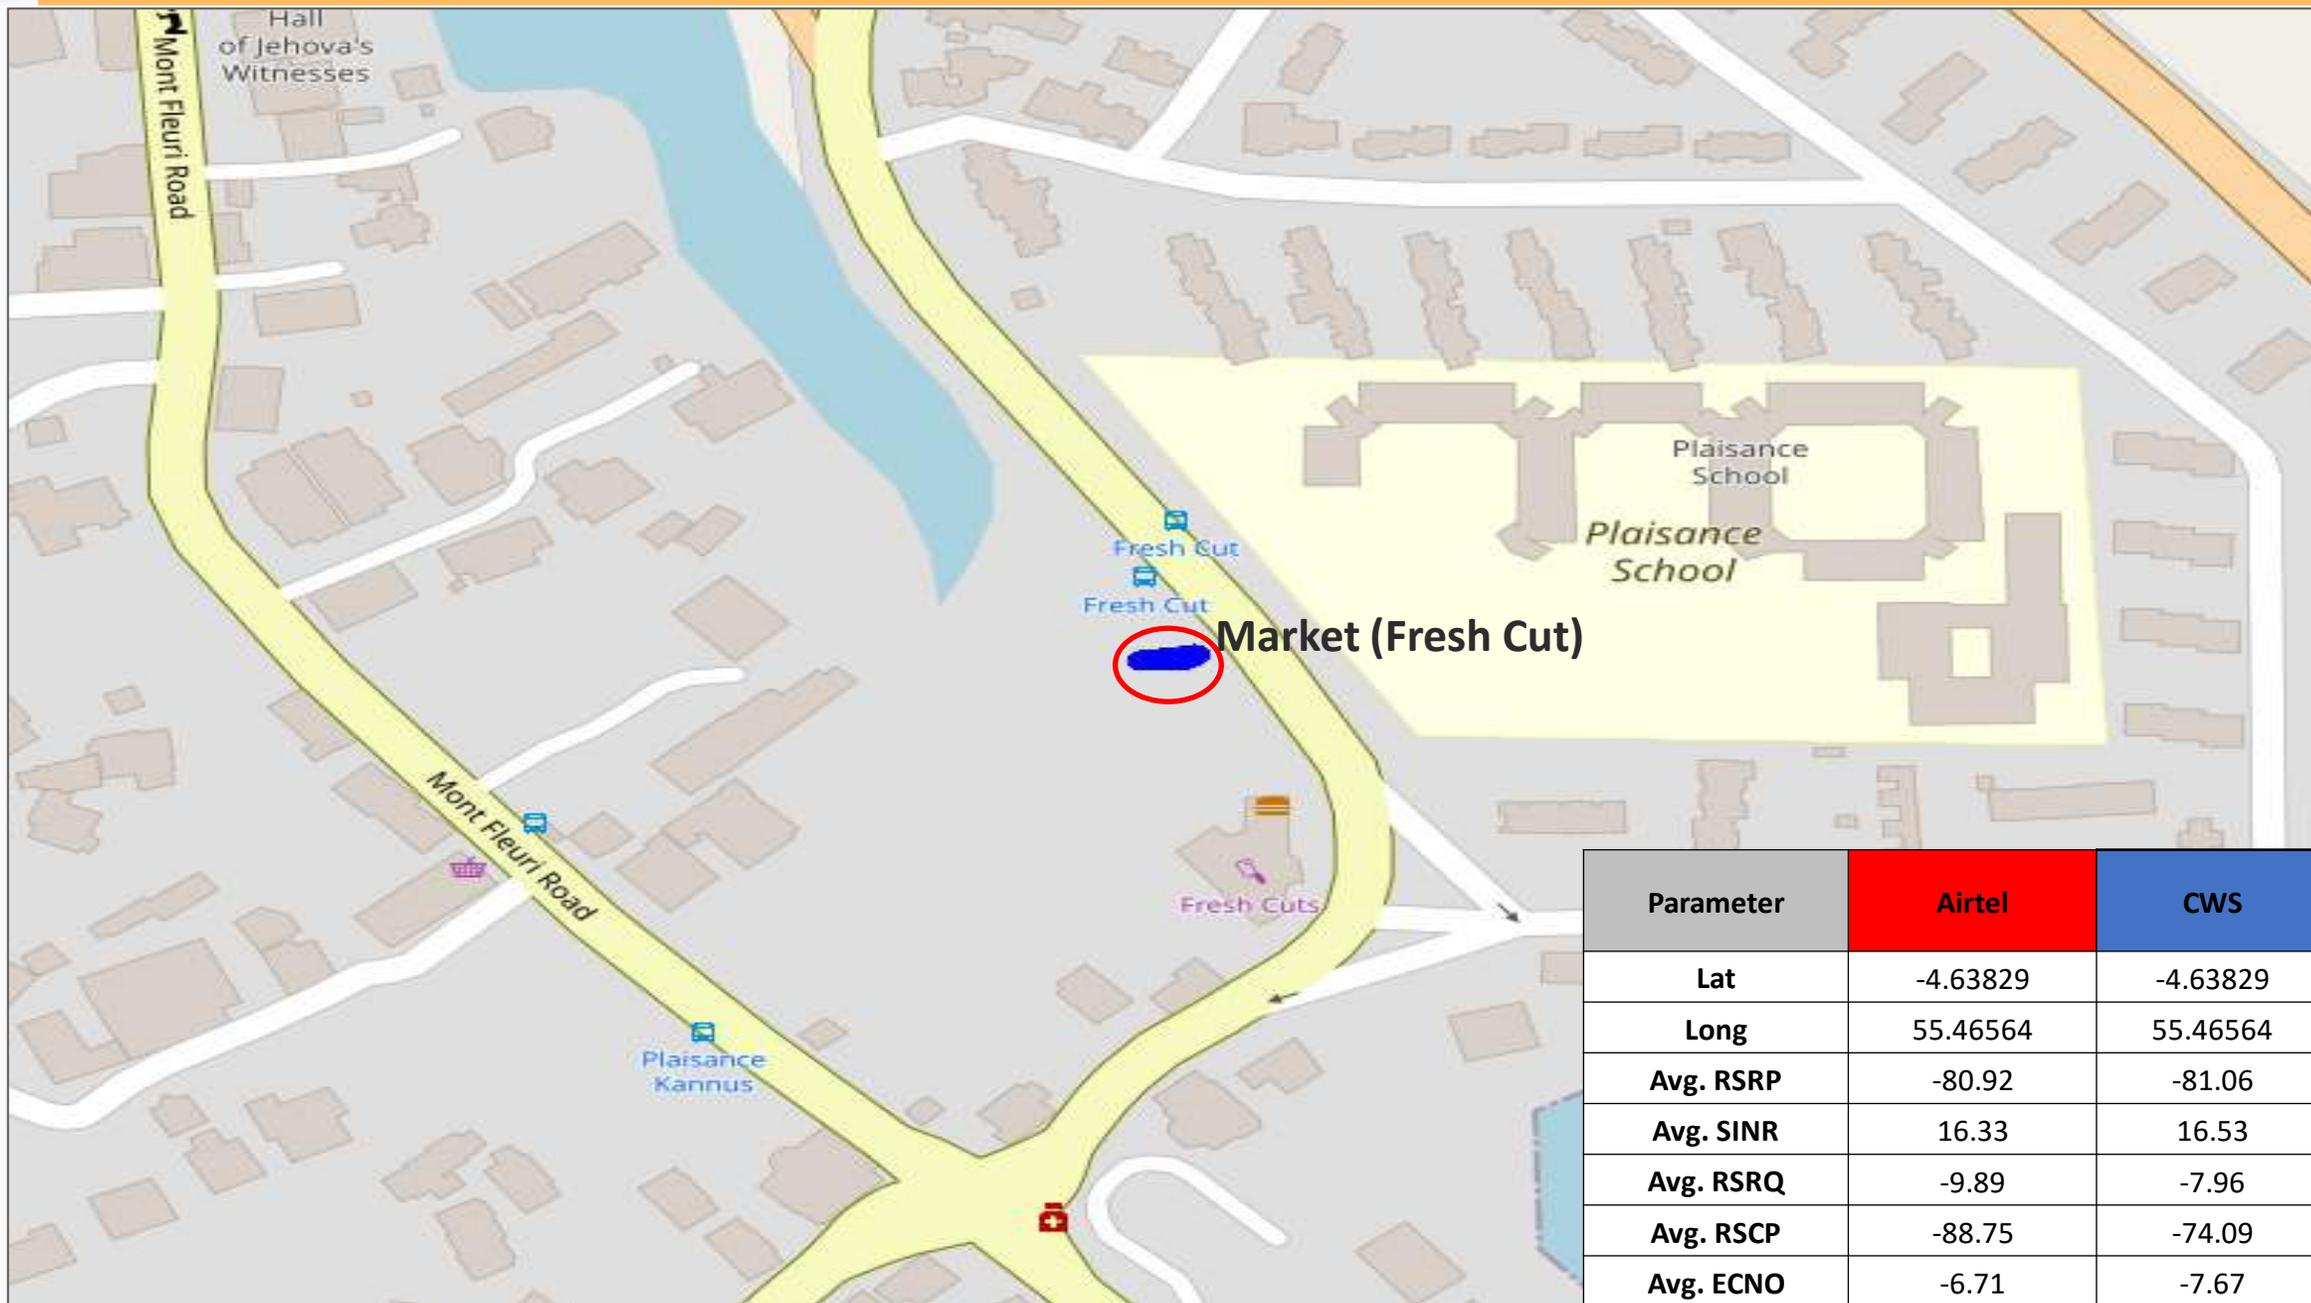 Hall
of Jehova's
Witnesses
Mont Fleuri Road
Plaisance
School
Plaisance
School
Fresh Cut
Fresh Cut
Market (Fresh Cut)
Mont Fleuri Road
Fresh Cuts
Plaisance
Kannus
Parameter Airtel CWS
Lat -4.63829 -4.63829
Long 55.46564 55.46564
Avg. RSRP -80.92 -81.06
Avg. SINR 16.33 16.53
Avg. RSRQ -9.89 -7.96
Avg. RSCP -88.75 -74.09
Avg. ECNO -6.71 -7.67